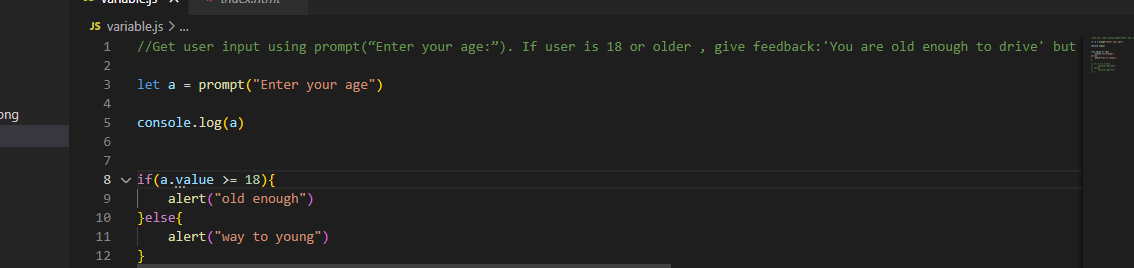 variable.js
index.html
JS variable.js > ...
ong
1 //Get user input using prompt(“Enter your age:”). If user is 18 or older , give feedback:'You are old enough to drive' but
2
3 let a = prompt("Enter your age")
4
5 console.log(a)
6
7
8 if(a.value >= 18){
9 alert("old enough")
10 }else{
11 alert("way to young")
12 }